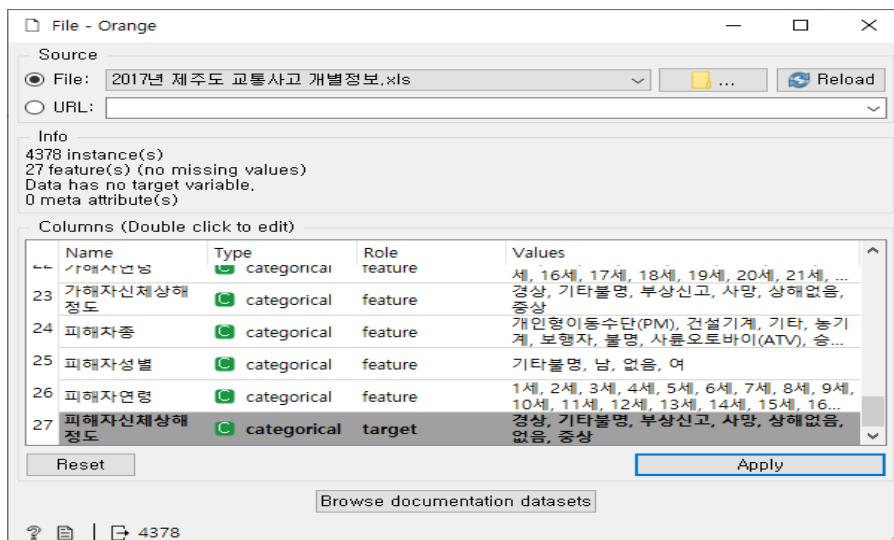 File - Orange
Source
File: 2017년 제주도 교통사고 개별정보.xls ... Reload
URL:
Info
4378 instance(s)
27 feature(s) (no missing values)
Data has no target variable.
0 meta attribute(s)
Columns (Double click to edit)
Name Type Role Values
22 가해자연령 categorical feature 세, 16세, 17세, 18세, 19세, 20세, 21세, ...
23 가해자신체상해 categorical feature 경상, 기타불명, 부상신고, 사망, 상해없음,
정도 중상
24 피해차종 categorical feature 개인형이동수단(PM), 건설기계, 기타, 농기
계, 보행자, 불명, 사륜오토바이(ATV), 승...
25 피해자성별 categorical feature 기타불명, 남, 없음, 여
26 피해자연령 categorical feature 1세, 2세, 3세, 4세, 5세, 6세, 7세, 8세, 9세,
10세, 11세, 12세, 13세, 14세, 15세, 16...
27 피해자신체상해 categorical target 경상, 기타불명, 부상신고, 사망, 상해없음,
정도 없음, 중상
Reset Apply
Browse documentation datasets
? 4378